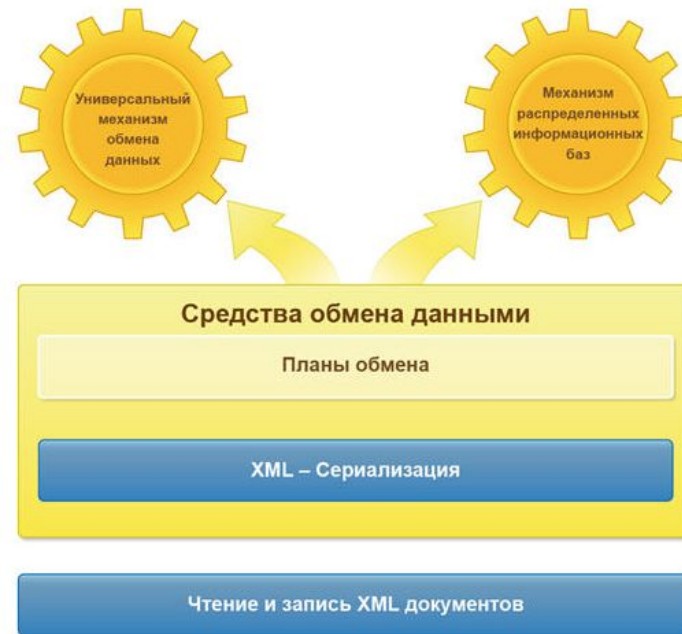 Универсальный
механизм
обмена
данных
Механизм
распределенных
информационных
баз
Средства обмена данными
Планы обмена
XML – Сериализация
Чтение и запись XML документов